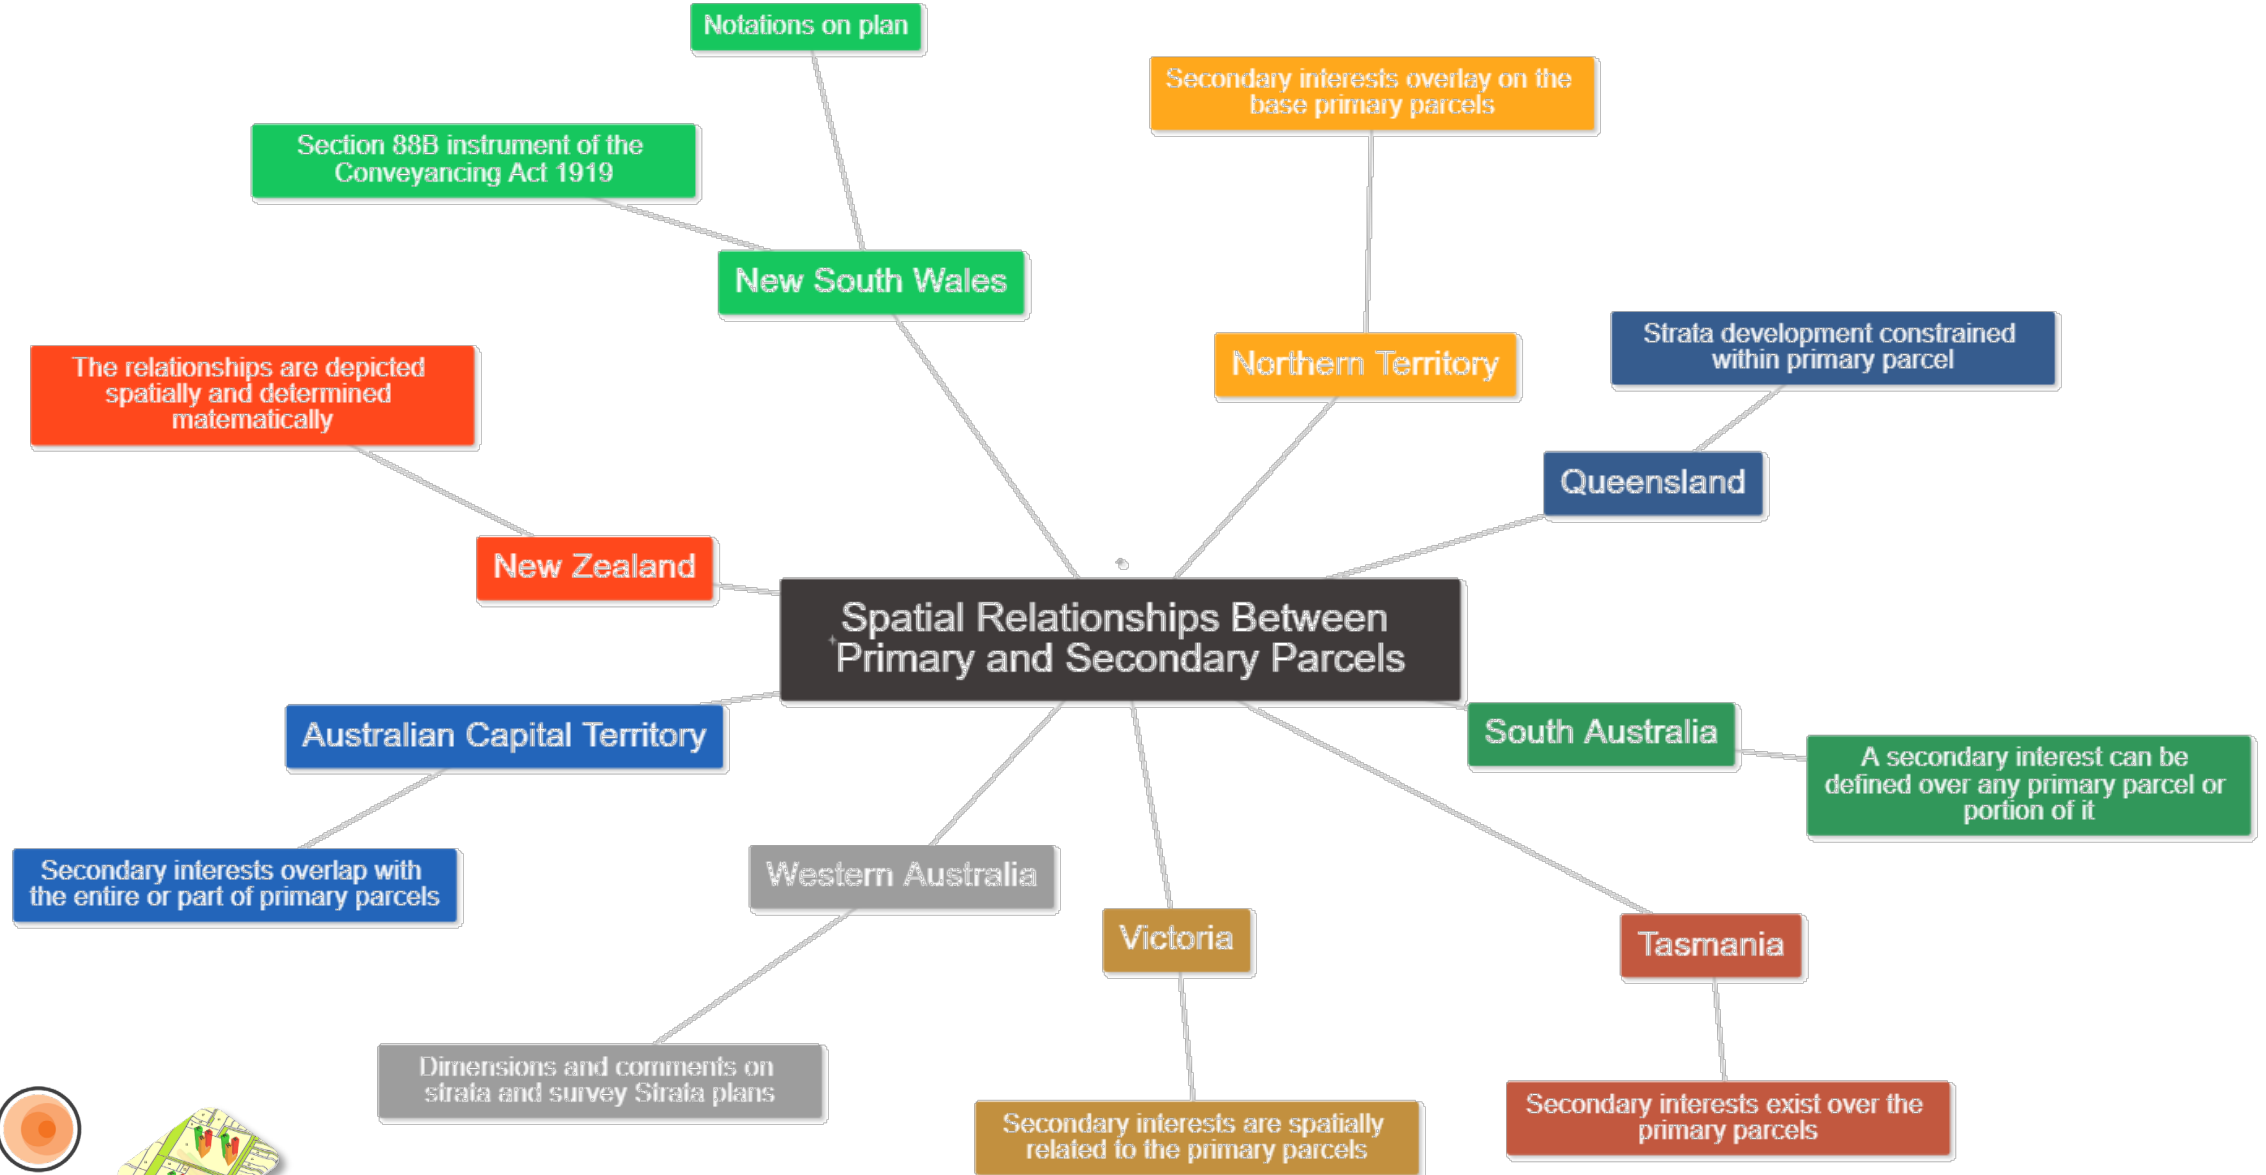 Notations on plan
Secondary interests overlay on the
base primary parcels
Section 88B instrument of the
Conveyancing Act 1919
New South Wales
Strata development constrained
within primary parcel
Northern Territory
The relationships are depicted
spatially and determined
matematically
Queensland
New Zealand
Spatial Relationships Between
Primary and Secondary Parcels
Australian Capital Territory
South Australia
A secondary interest can be
defined over any primary parcel or
portion of it
Secondary interests overlap with
the entire or part of primary parcels
Western Australia
Victoria
Tasmania
Dimensions and comments on
strata and survey Strata plans
Secondary interests are spatially
related to the primary parcels
Secondary interests exist over the
primary parcels